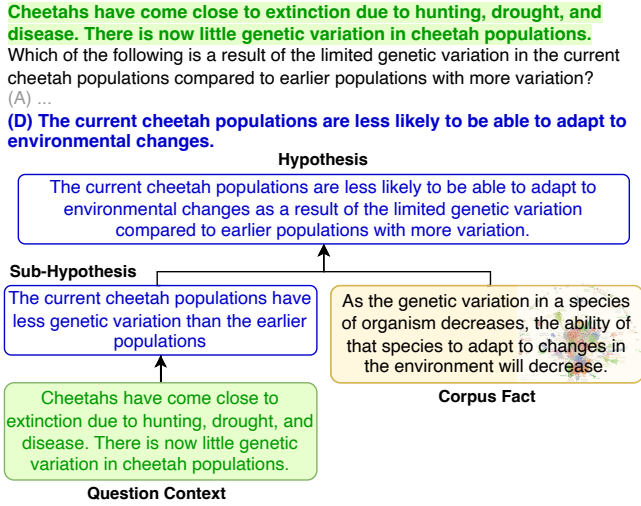 Cheetahs have come close to extinction due to hunting, drought, and
disease. There is now little genetic variation in cheetah populations.
Which of the following is a result of the limited genetic variation in the current
cheetah populations compared to earlier populations with more variation?
(A) ...
(D) The current cheetah populations are less likely to be able to adapt to
environmental changes.
Hypothesis
The current cheetah populations are less likely to be able to adapt to
environmental changes as a result of the limited genetic variation
compared to earlier populations with more variation.
Sub-Hypothesis
The current cheetah populations have
less genetic variation than the earlier
populations
As the genetic variation in a species
of organism decreases, the ability of
that species to adapt to changes in
the environment will decrease.
Corpus Fact
Cheetahs have come close to
extinction due to hunting, drought, and
disease. There is now little genetic
variation in cheetah populations.
Question Context